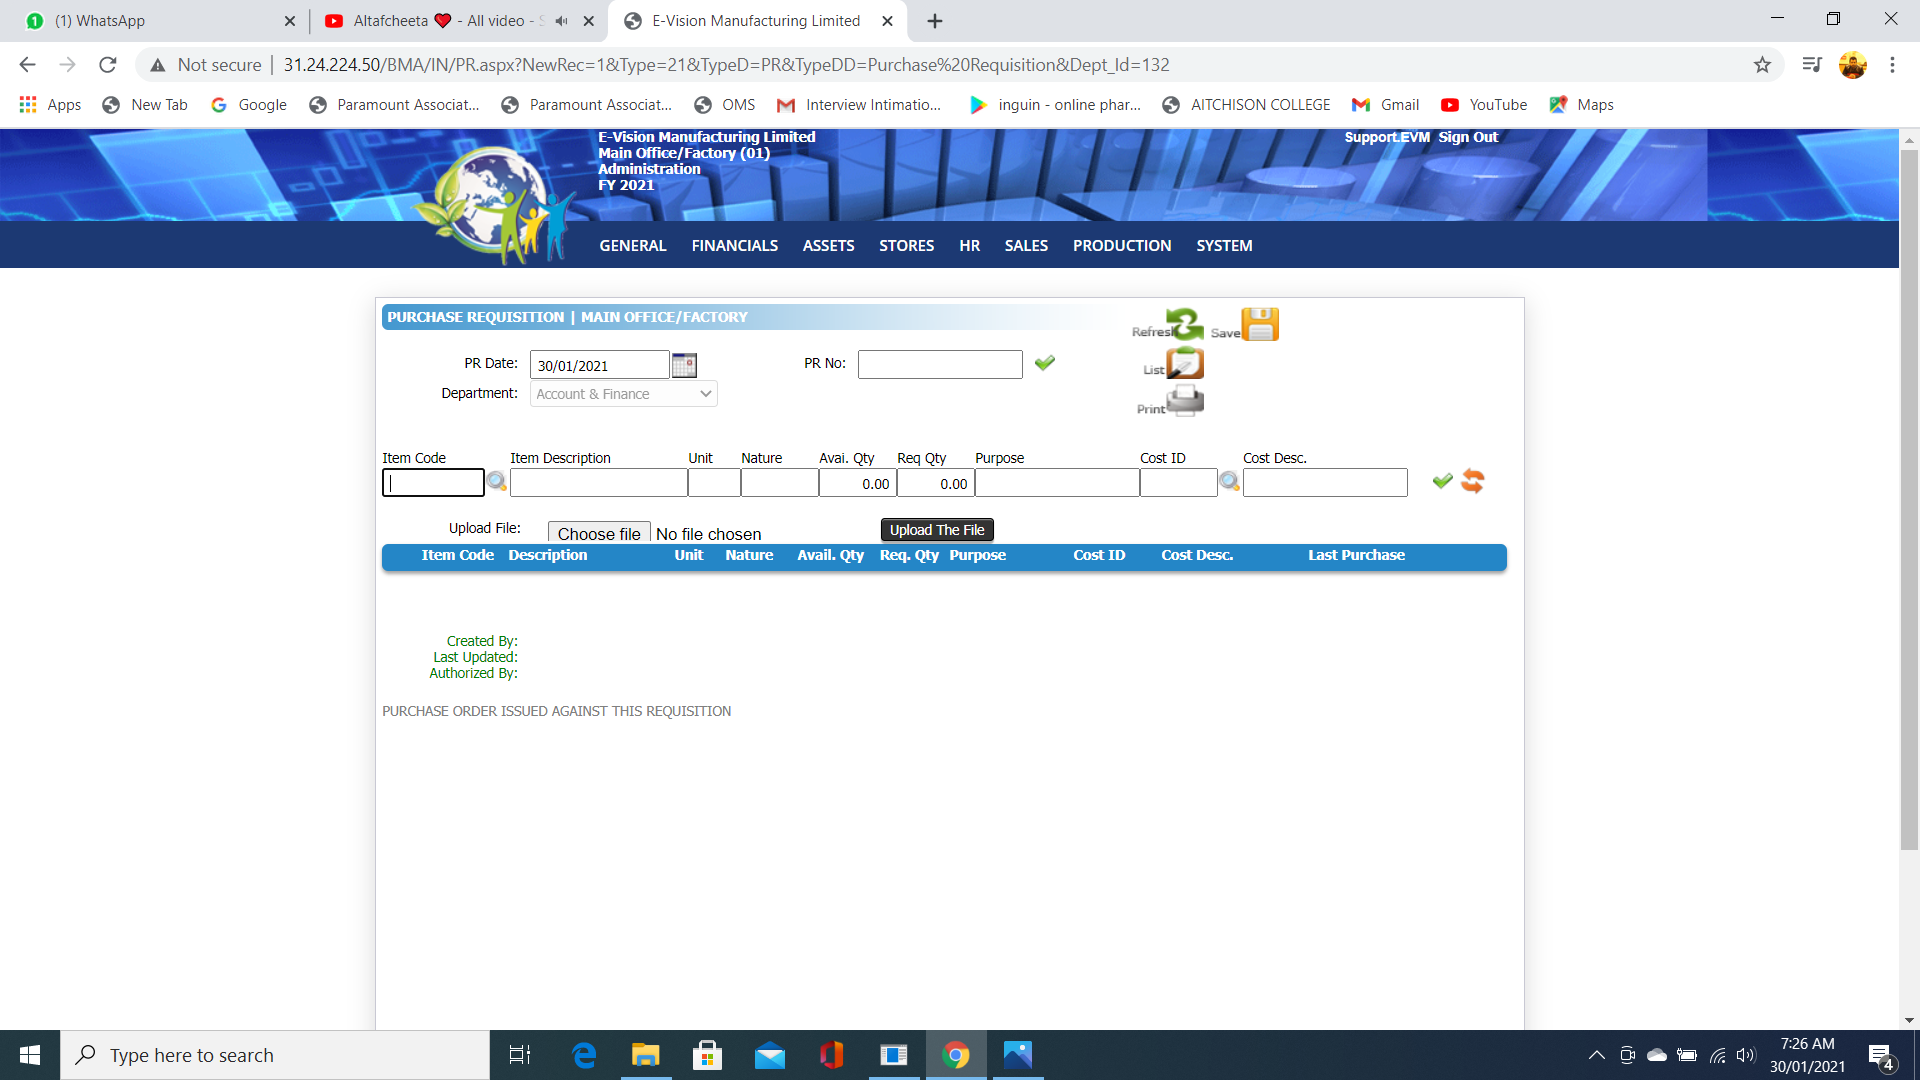 (1) WhatsApp
Altafcheeta ❤ - All video - S
E-Vision Manufacturing Limited
Not secure | 31.24.224.50/BMA/IN/PR.aspx?NewRec=1&Type=21&TypeD=PR&TypeDD=Purchase%20Requisition&Dept_Id=132
Apps New Tab Google Paramount Associat... Paramount Associat... OMS Interview Intimatio... inguin - online phar... AITCHISON COLLEGE Gmail YouTube Maps
E-Vision Manufacturing Limited
Main Office/Factory (01)
Administration
FY 2021
Support.EVM Sign Out
GENERAL FINANCIALS ASSETS STORES HR SALES PRODUCTION SYSTEM
PURCHASE REQUISITION | MAIN OFFICE/FACTORY
Refresh Save
List
Print
PR Date: 30/01/2021 PR No:
Department: Account & Finance
Item Code Item Description Unit Nature Avai. Qty Req Qty Purpose Cost ID Cost Desc.
0.00 0.00
Upload File: Choose file No file chosen Upload The File
Item Code Description Unit Nature Avail. Qty Req. Qty Purpose Cost ID Cost Desc. Last Purchase
Created By:
Last Updated:
Authorized By:
PURCHASE ORDER ISSUED AGAINST THIS REQUISITION
Type here to search
7:26 AM
30/01/2021
4